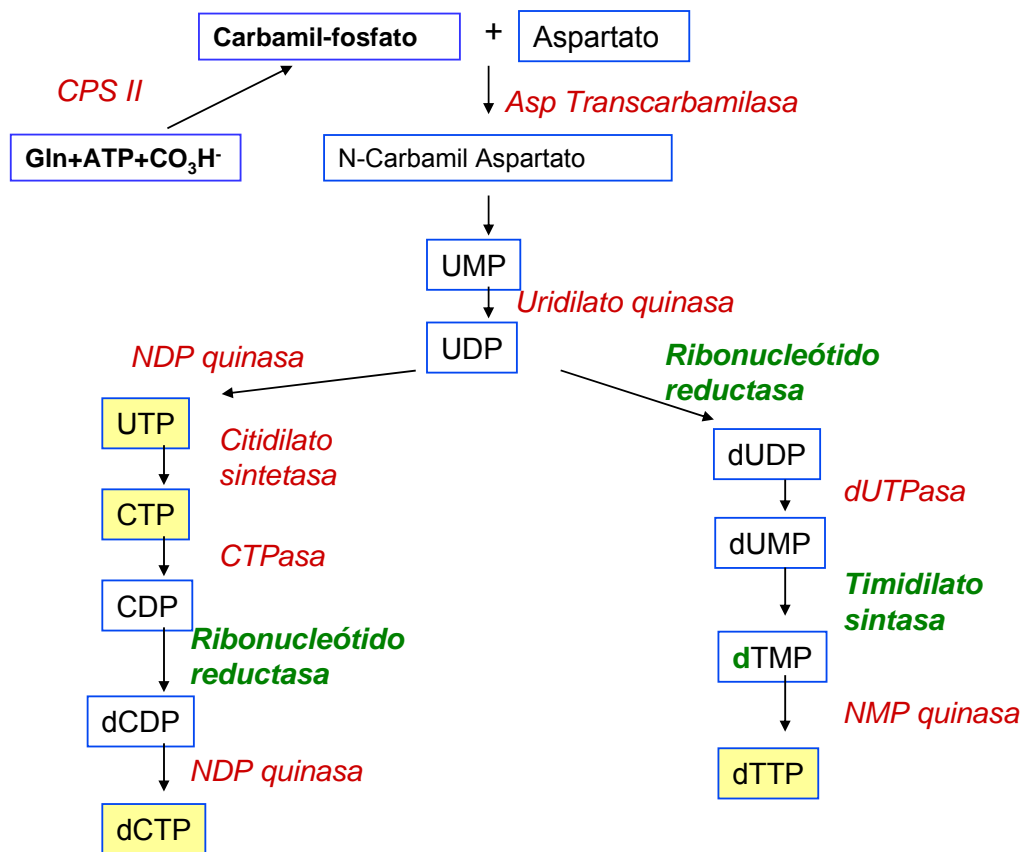 Carbamil-fosfato + Aspartato
CPS II
Asp Transcarbamilasa
Gln+ATP+CO₃H⁻
N-Carbamil Aspartato
UMP
Uridilato quinasa
UDP
NDP quinasa
Ribonucleótido
reductasa
UTP
Citidilato
sintetasa
CTP
CTPasa
CDP
Ribonucleótido
reductasa
dCDP
NDP quinasa
dCTP
dUDP
dUTPasa
dUMP
Timidilato
sintasa
dTMP
NMP quinasa
dTTP